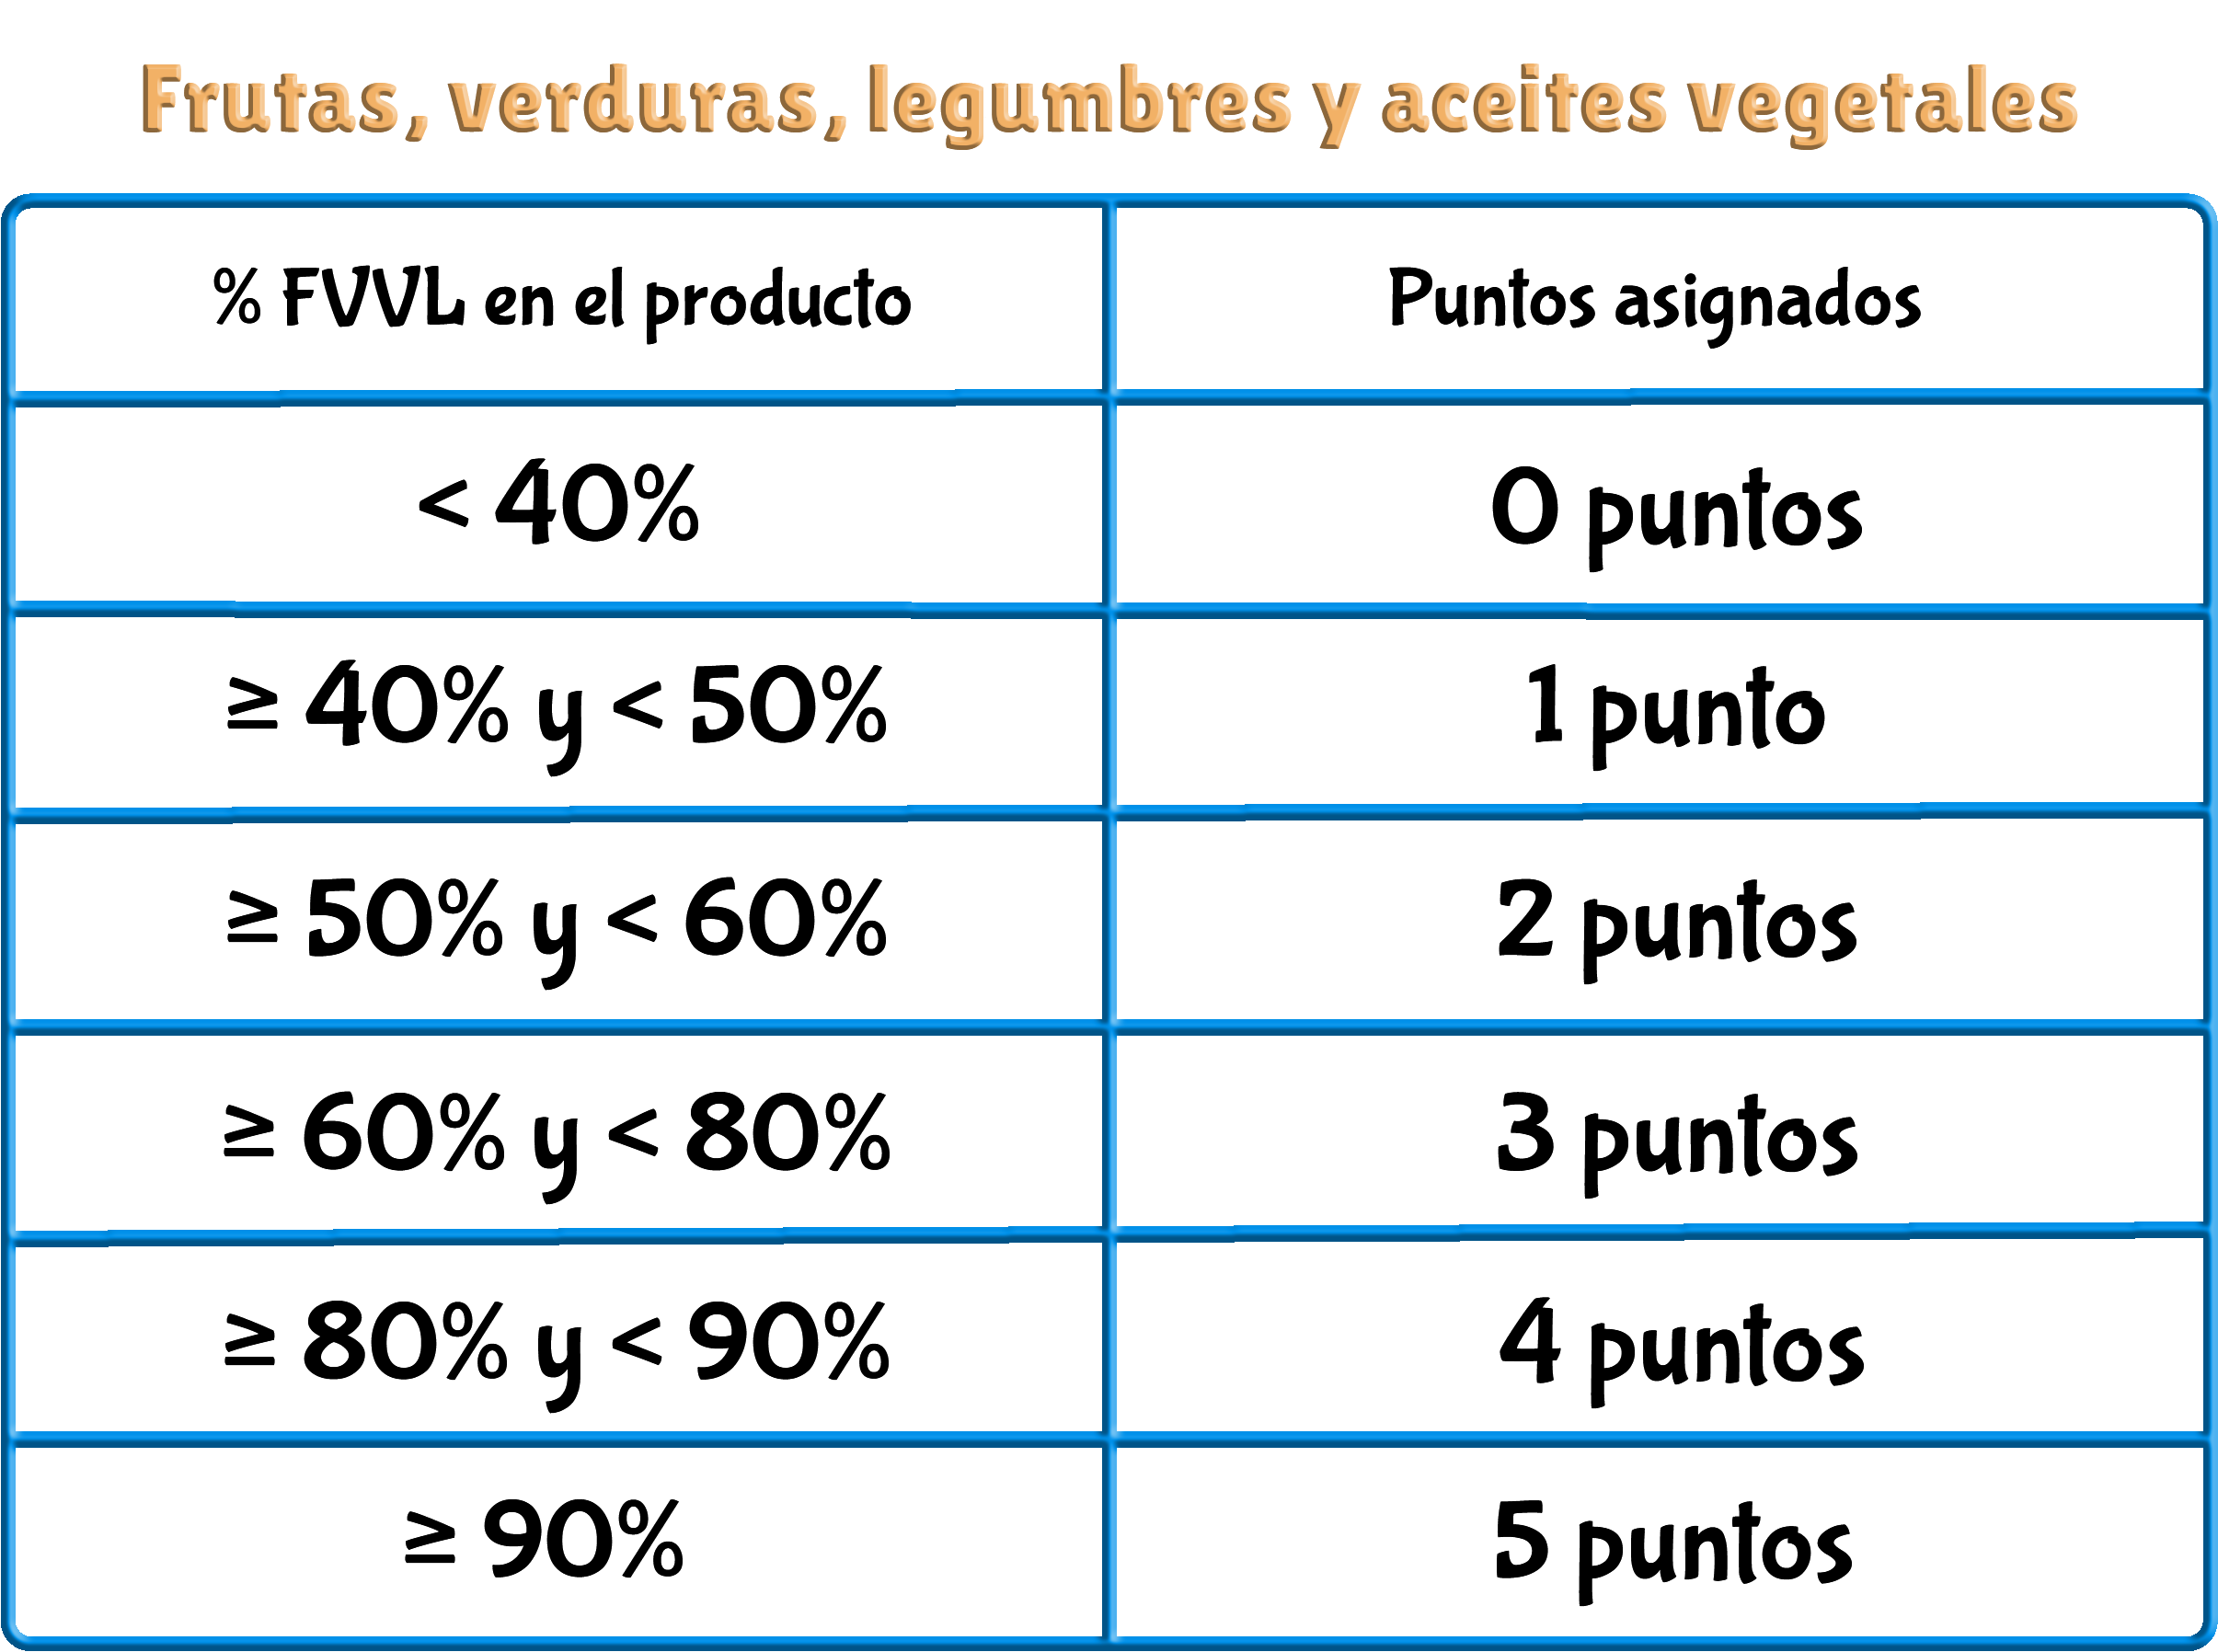 Frutas, verduras, legumbres y aceites vegetales
% FVVL en el producto
Puntos asignados
< 40%
0 puntos
≥ 40% y < 50%
1 punto
≥ 50% y < 60%
2 puntos
≥ 60% y < 80%
3 puntos
≥ 80% y < 90%
4 puntos
≥ 90%
5 puntos